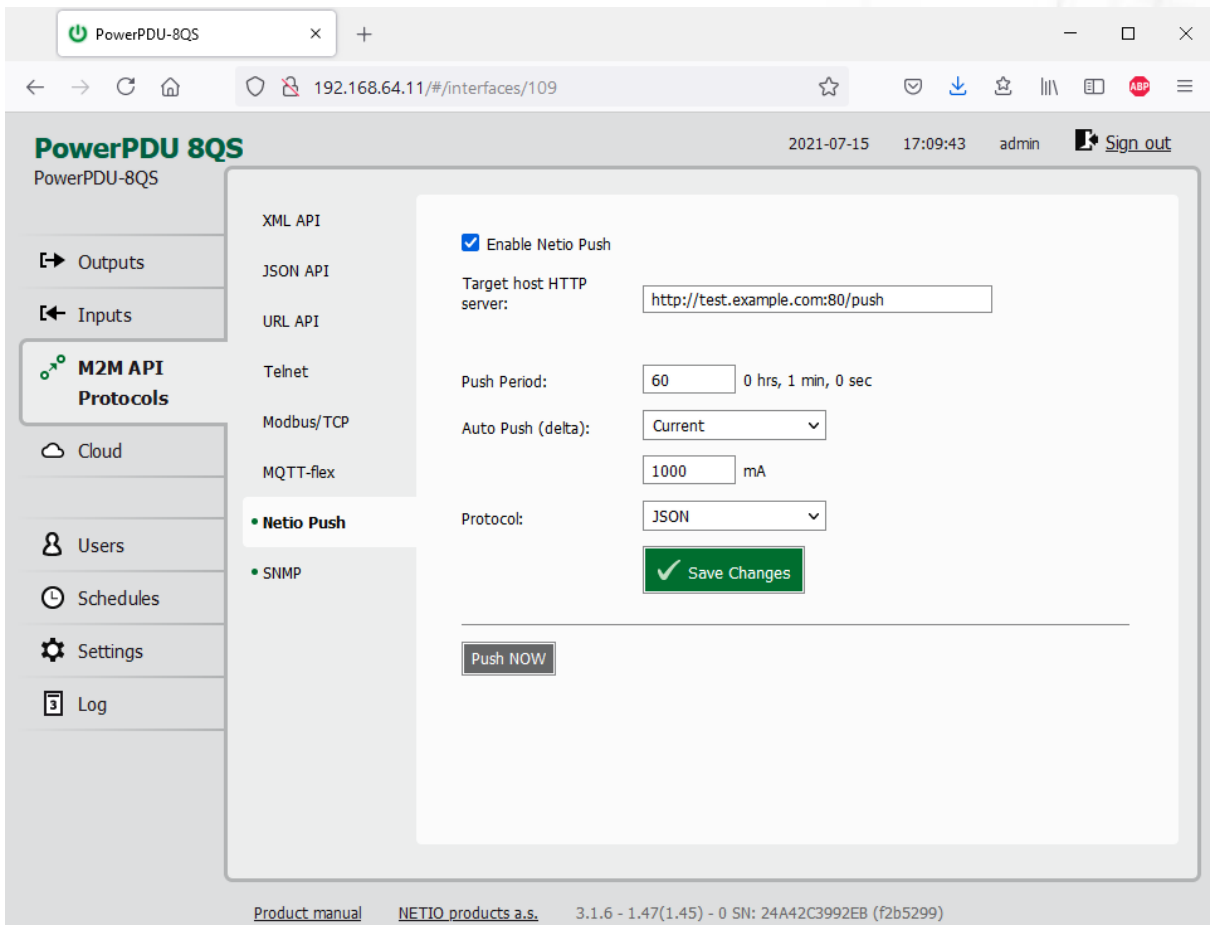 PowerPDU-8QS
192.168.64.11/#/interfaces/109
ABP
PowerPDU 8QS
PowerPDU-8QS
2021-07-15 17:09:43 admin Sign out
Outputs
Inputs
M2M API
Protocols
Cloud
Users
Schedules
Settings
3
Log
XML API
JSON API
URL API
Telnet
Modbus/TCP
MQTT-flex
• Netio Push
• SNMP
Enable Netio Push
Target host HTTP
server:
http://test.example.com:80/push
Push Period: 60 0 hrs, 1 min, 0 sec
Auto Push (delta): Current
1000 mA
Protocol: JSON
Save Changes
Push NOW
Product manual NETIO products a.s. 3.1.6 - 1.47(1.45) - 0 SN: 24A42C3992EB (f2b5299)